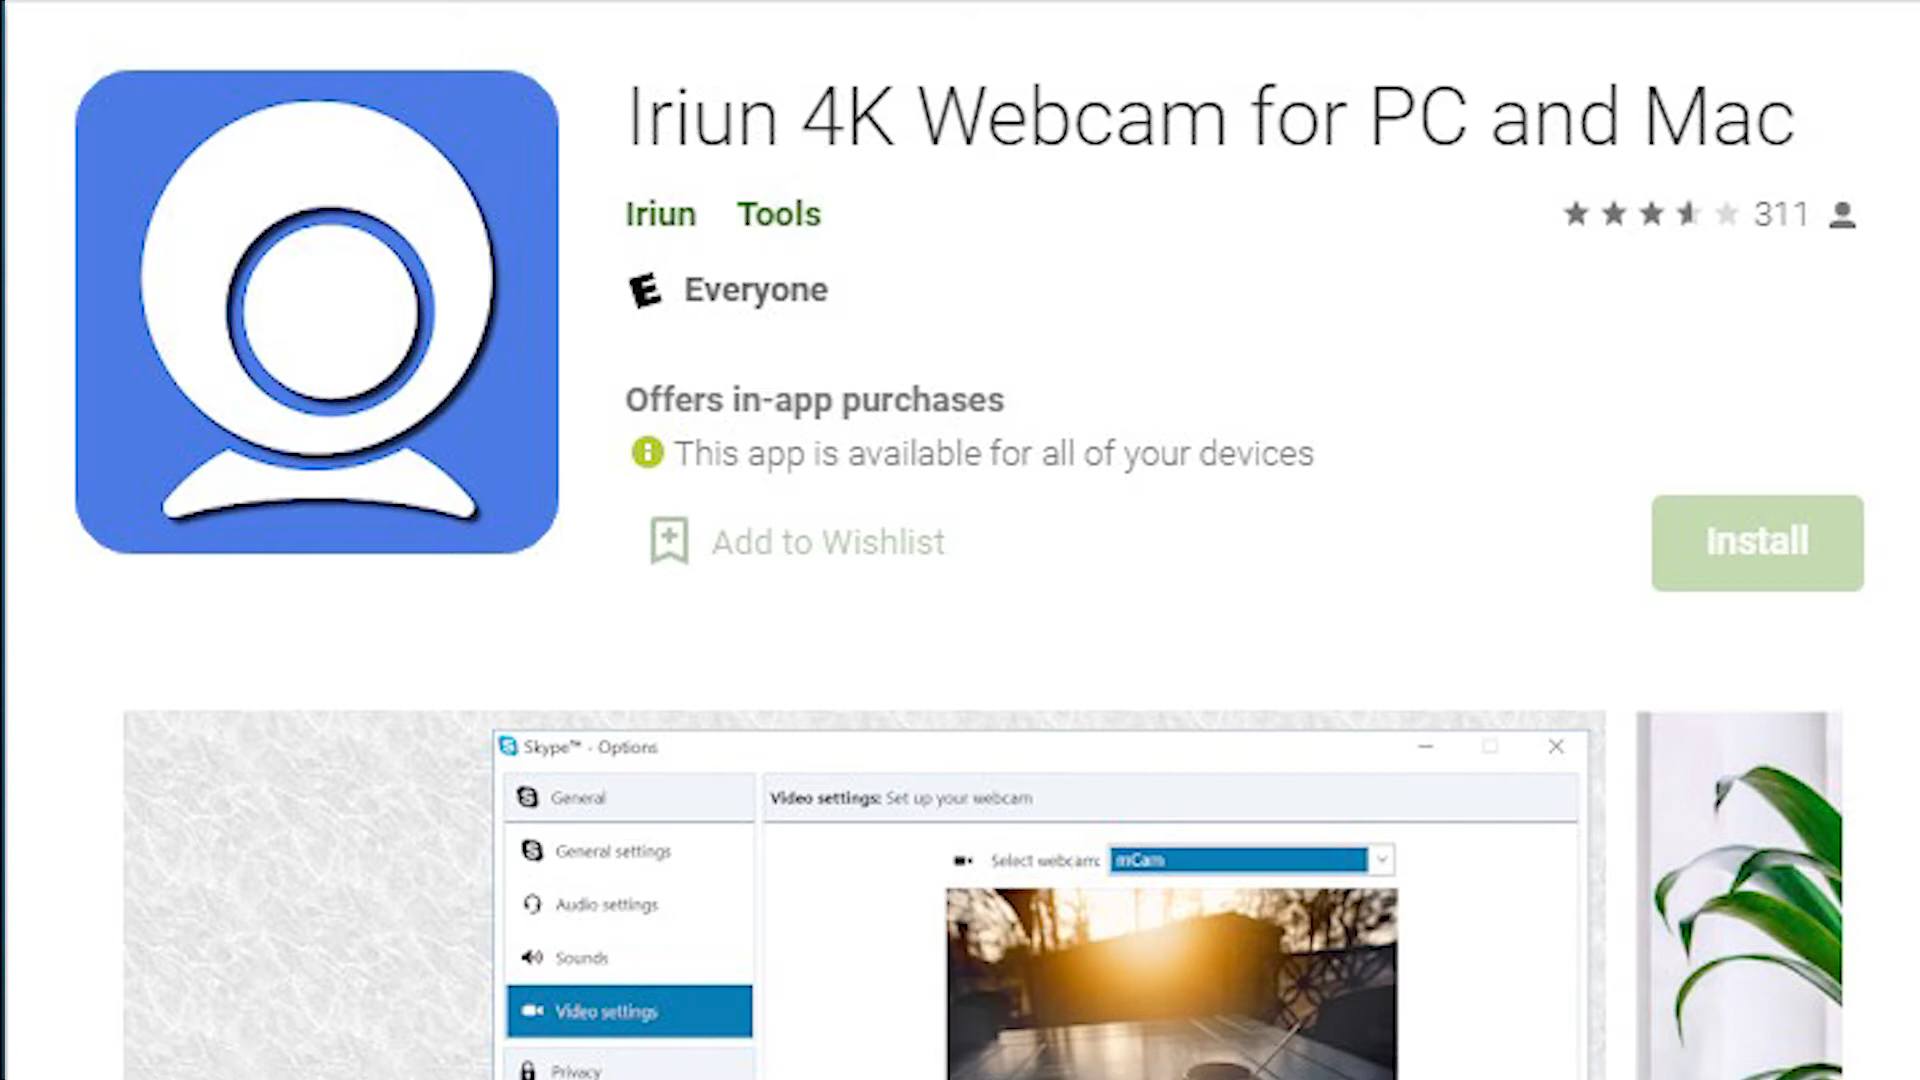 Iriun 4K Webcam for PC and Mac
Iriun Tools 311
E Everyone
Offers in-app purchases
This app is available for all of your devices
Add to Wishlist
Install
Skype™ - Options
General
Video settings: Set up your webcam
General settings
Select webcam: mCam
Audio settings
Sounds
Video settings
Privacy